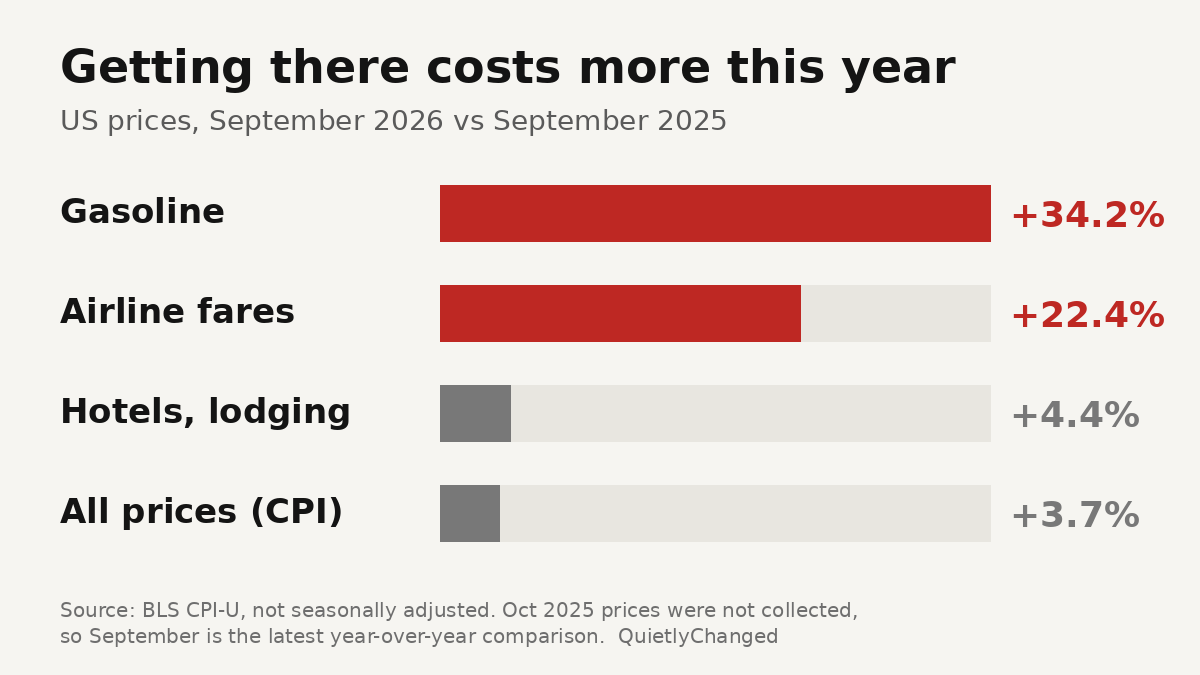 Getting there costs more this year
US prices, September 2026 vs September 2025
Gasoline +34.2%
Airline fares +22.4%
Hotels, lodging +4.4%
All prices (CPI) +3.7%
Source: BLS CPI-U, not seasonally adjusted. Oct 2025 prices were not collected,
so September is the latest year-over-year comparison.  QuietlyChanged